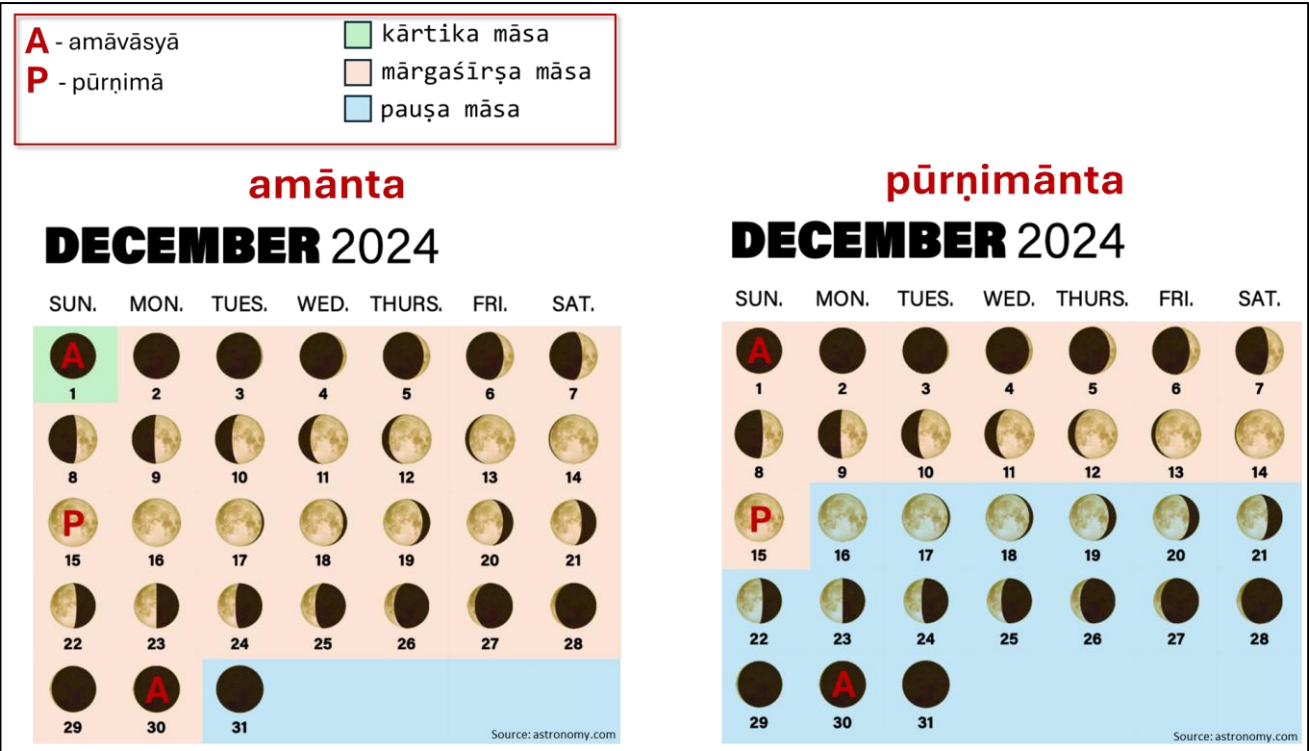 A - amāvāsyā
P - pūrṇimā
kārtika māsa
mārgaśīrṣa māsa
pauṣa māsa
amānta
DECEMBER 2024
SUN. MON. TUES. WED. THURS. FRI. SAT.
A
1 2 3 4 5 6 7
8 9 10 11 12 13 14
P
15 16 17 18 19 20 21
22 23 24 25 26 27 28
A
29 30 31
Source: astronomy.com
pūrṇimānta
DECEMBER 2024
SUN. MON. TUES. WED. THURS. FRI. SAT.
A
1 2 3 4 5 6 7
8 9 10 11 12 13 14
P
15 16 17 18 19 20 21
22 23 24 25 26 27 28
A
29 30 31
Source: astronomy.com